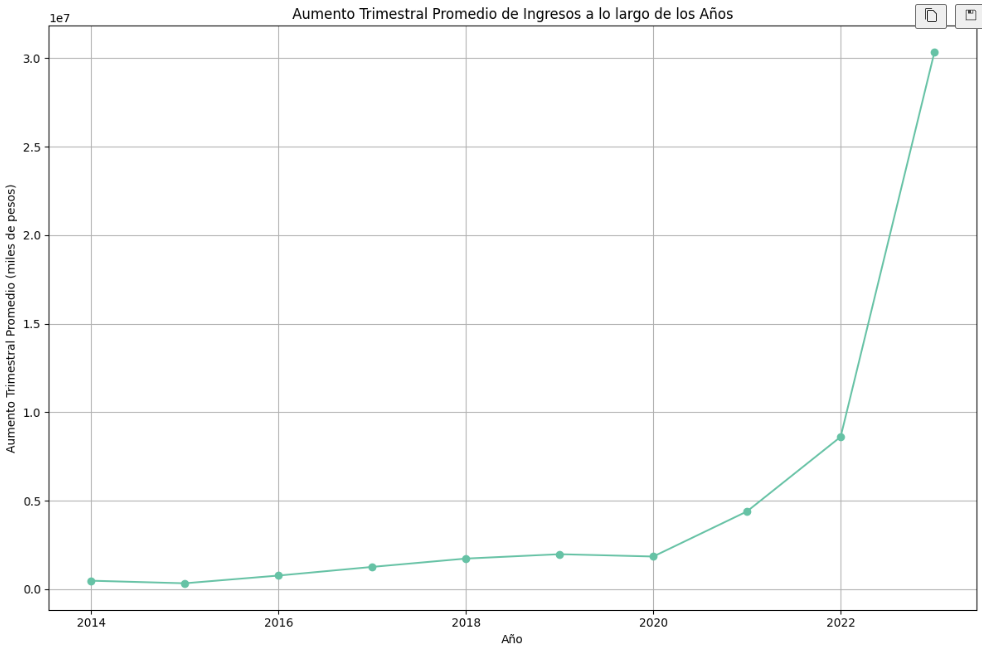 Aumento Trimestral Promedio de Ingresos a lo largo de los Años
1e7
3.0
2.5
2.0
1.5
1.0
0.5
0.0
Aumento Trimestral Promedio (miles de pesos)
2014 2016 2018 2020 2022
Año